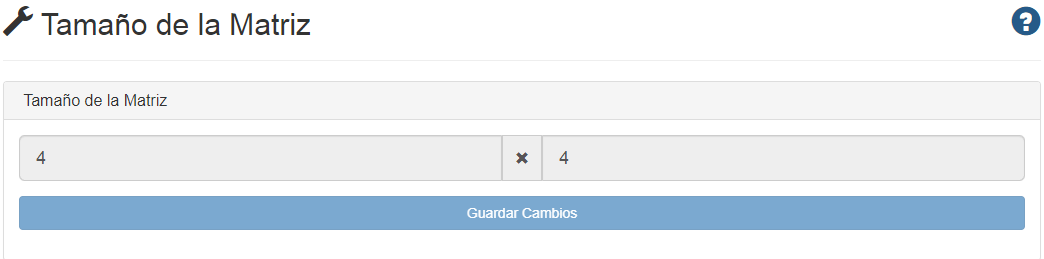 Tamaño de la Matriz
?
Tamaño de la Matriz
4 ✖ 4
Guardar Cambios